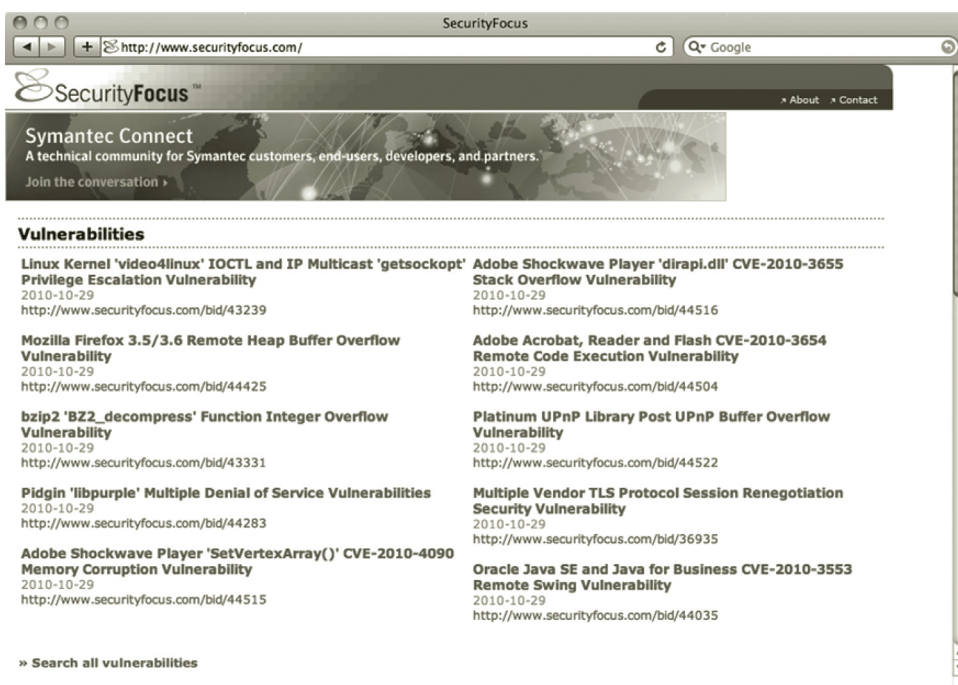 SecurityFocus
http://www.securityfocus.com/
Google
SecurityFocus™
About Contact
Symantec Connect
A technical community for Symantec customers, end-users, developers, and partners.
Join the conversation
Vulnerabilities
Linux Kernel 'video4linux' IOCTL and IP Multicast 'getsockopt'
Privilege Escalation Vulnerability
2010-10-29
http://www.securityfocus.com/bid/43239
Mozilla Firefox 3.5/3.6 Remote Heap Buffer Overflow
Vulnerability
2010-10-29
http://www.securityfocus.com/bid/44425
bzip2 'BZ2_decompress' Function Integer Overflow
Vulnerability
2010-10-29
http://www.securityfocus.com/bid/43331
Pidgin 'libpurple' Multiple Denial of Service Vulnerabilities
2010-10-29
http://www.securityfocus.com/bid/44283
Adobe Shockwave Player 'SetVertexArray()' CVE-2010-4090
Memory Corruption Vulnerability
2010-10-29
http://www.securityfocus.com/bid/44515
Adobe Shockwave Player 'dirapi.dll' CVE-2010-3655
Stack Overflow Vulnerability
2010-10-29
http://www.securityfocus.com/bid/44516
Adobe Acrobat, Reader and Flash CVE-2010-3654
Remote Code Execution Vulnerability
2010-10-29
http://www.securityfocus.com/bid/44504
Platinum UPnP Library Post UPnP Buffer Overflow
Vulnerability
2010-10-29
http://www.securityfocus.com/bid/44522
Multiple Vendor TLS Protocol Session Renegotiation
Security Vulnerability
2010-10-29
http://www.securityfocus.com/bid/36935
Oracle Java SE and Java for Business CVE-2010-3553
Remote Swing Vulnerability
2010-10-29
http://www.securityfocus.com/bid/44035
» Search all vulnerabilities